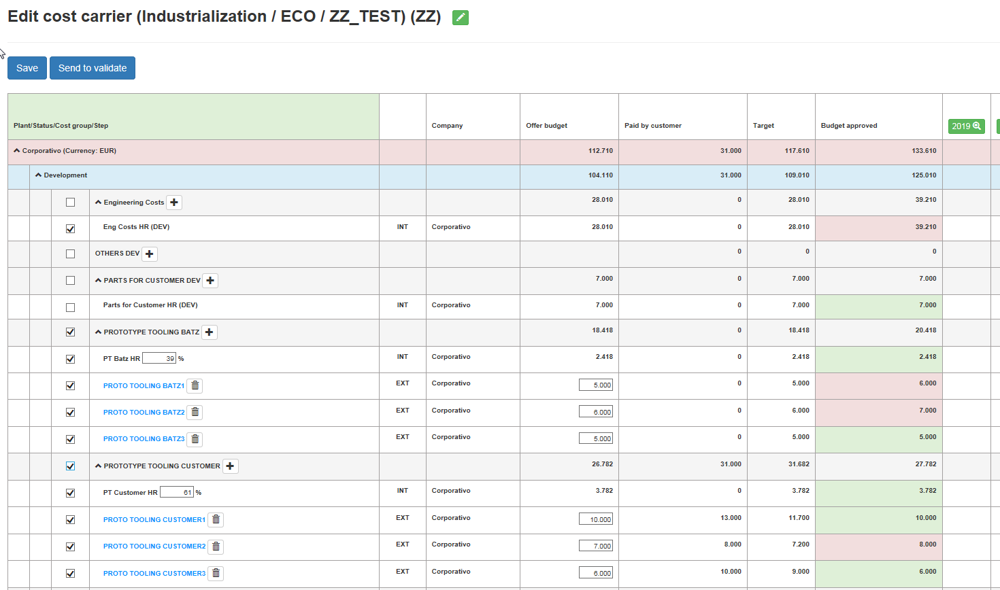 Edit cost carrier (Industrialization / ECO / ZZ_TEST) (ZZ)
Save Send to validate
Plant/Status/Cost group/Step Company Offer budget Paid by customer Target Budget approved 2019
Corporativo (Currency: EUR) 112.710 31.000 117.610 133.610
Development 104.110 31.000 109.010 125.010
Engineering Costs 28.010 0 28.010 39.210
Eng Costs HR (DEV) INT Corporativo 28.010 0 28.010 39.210
OTHERS DEV 0 0 0
PARTS FOR CUSTOMER DEV 7.000 0 7.000 7.000
Parts for Customer HR (DEV) INT Corporativo 7.000 0 7.000 7.000
PROTOTYPE TOOLING BATZ 18.418 0 18.418 20.418
PT Batz HR 39 % INT Corporativo 2.418 0 2.418 2.418
PROTO TOOLING BATZ1 EXT Corporativo 5.000 0 5.000 6.000
PROTO TOOLING BATZ2 EXT Corporativo 6.000 0 6.000 7.000
PROTO TOOLING BATZ3 EXT Corporativo 5.000 0 5.000 5.000
PROTOTYPE TOOLING CUSTOMER 26.782 31.000 31.682 27.782
PT Customer HR 61 % INT Corporativo 3.782 0 3.782 3.782
PROTO TOOLING CUSTOMER1 EXT Corporativo 10.000 13.000 11.700 10.000
PROTO TOOLING CUSTOMER2 EXT Corporativo 7.000 8.000 7.200 8.000
PROTO TOOLING CUSTOMER3 EXT Corporativo 6.000 10.000 9.000 6.000